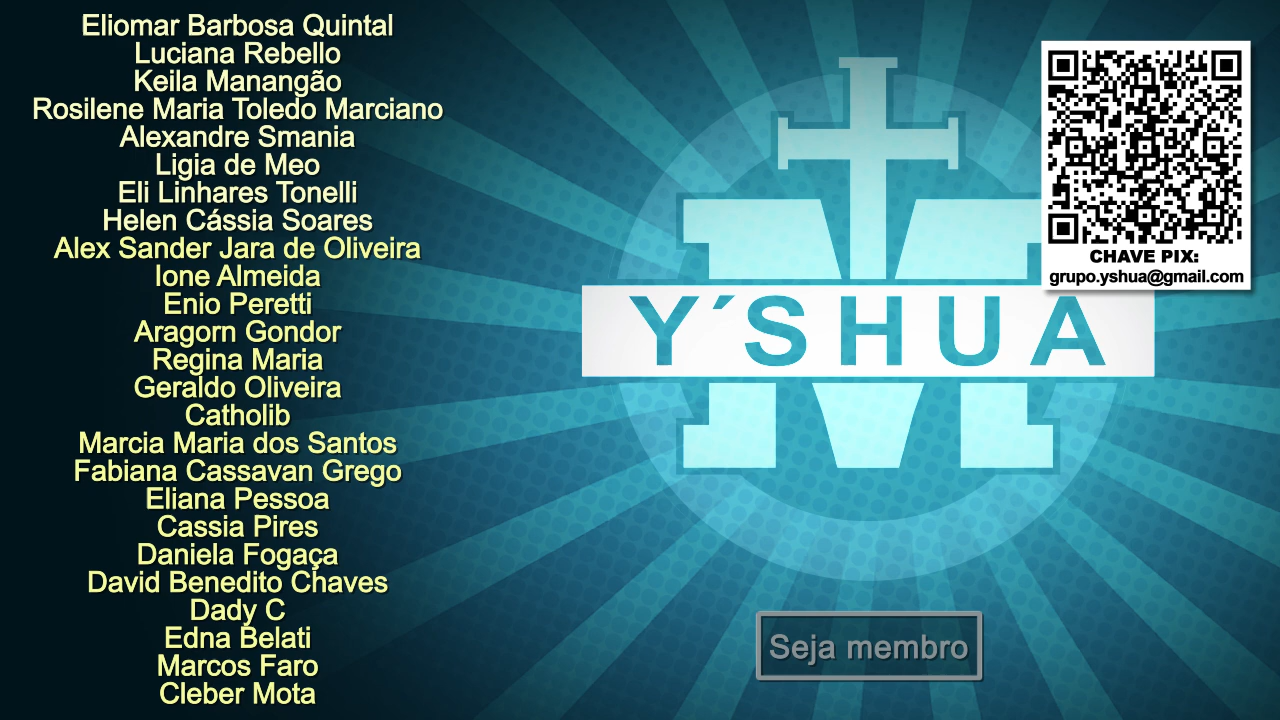 Eliomar Barbosa Quintal
Luciana Rebello
Keila Manangão
Rosilene Maria Toledo Marciano
Alexandre Smania
Ligia de Meo
Eli Linhares Tonelli
Helen Cássia Soares
Alex Sander Jara de Oliveira
Ione Almeida
Enio Peretti
Aragorn Gondor
Regina Maria
Geraldo Oliveira
Catholib
Marcia Maria dos Santos
Fabiana Cassavan Grego
Eliana Pessoa
Cassia Pires
Daniela Fogaça
David Benedito Chaves
Dady C
Edna Belati
Marcos Faro
Cleber Mota
CHAVE PIX:
grupo.yshua@gmail.com
M
Y´SHUA
Seja membro